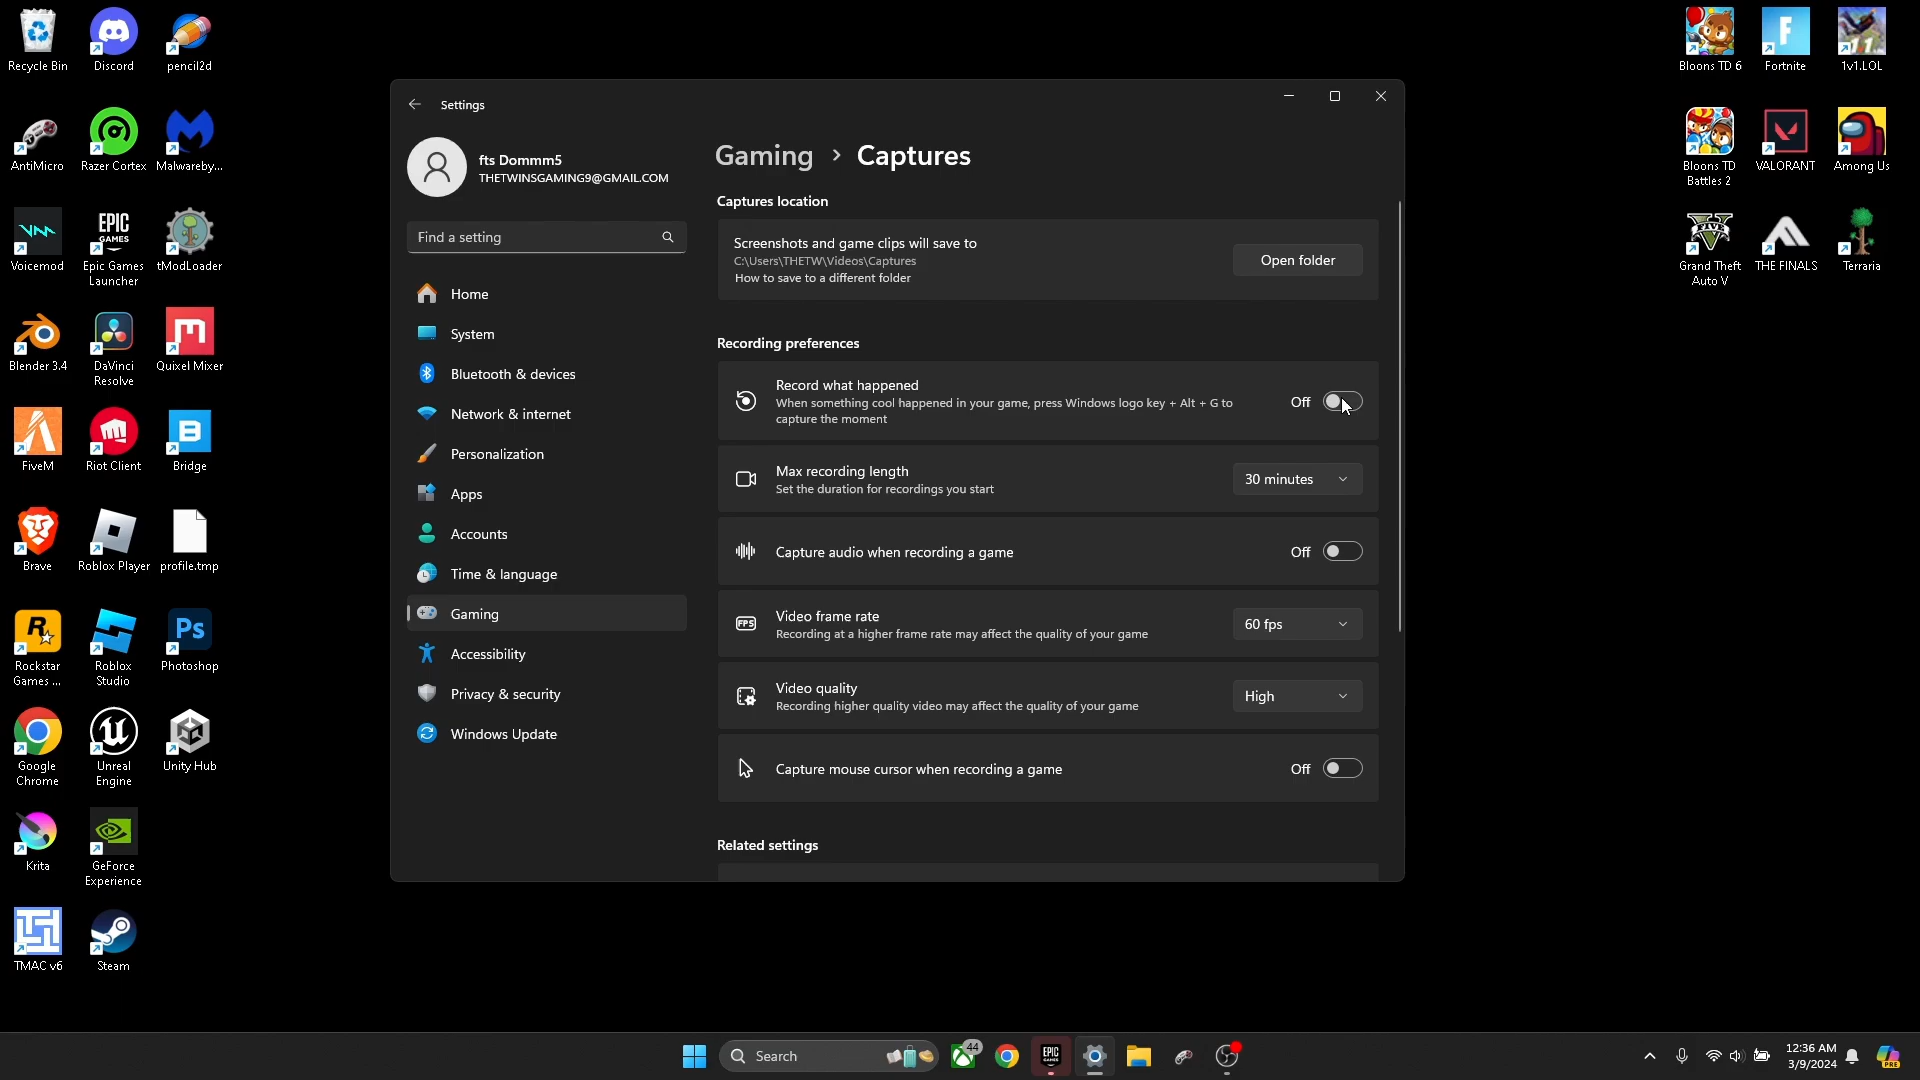 Recycle Bin
Discord
pencil2d
AntiMicro
Razer Cortex
Malwareby...
Voicemod
EPIC
GAMES
Epic Games
Launcher
tModLoader
Blender 3.4
DaVinci
Resolve
Quixel Mixer
FiveM
Riot Client
Bridge
Brave
Roblox Player
profile.tmp
Rockstar
Games ...
Roblox
Studio
Ps
Photoshop
Google
Chrome
Unreal
Engine
Unity Hub
Krita
GeForce
Experience
TMAC v6
Steam
Settings
fts Dommm5
THETWINSGAMING9@GMAIL.COM
Find a setting
Home
System
Bluetooth & devices
Network & internet
Personalization
Apps
Accounts
Time & language
Gaming
Accessibility
Privacy & security
Windows Update
Gaming > Captures
Captures location
Screenshots and game clips will save to
C:\Users\THETW\Videos\Captures
How to save to a different folder
Open folder
Recording preferences
Record what happened
When something cool happened in your game, press Windows logo key + Alt + G to
capture the moment
Off
Max recording length
Set the duration for recordings you start
30 minutes
Capture audio when recording a game
Off
FPS
Video frame rate
Recording at a higher frame rate may affect the quality of your game
60 fps
Video quality
Recording higher quality video may affect the quality of your game
High
Capture mouse cursor when recording a game
Off
Related settings
Bloons TD 6
Fortnite
1v1.LOL
Bloons TD
Battles 2
VALORANT
Among Us
Grand Theft
Auto V
THE FINALS
Terraria
Search
44
EPIC
GAMES
12:36 AM
3/9/2024
PRE